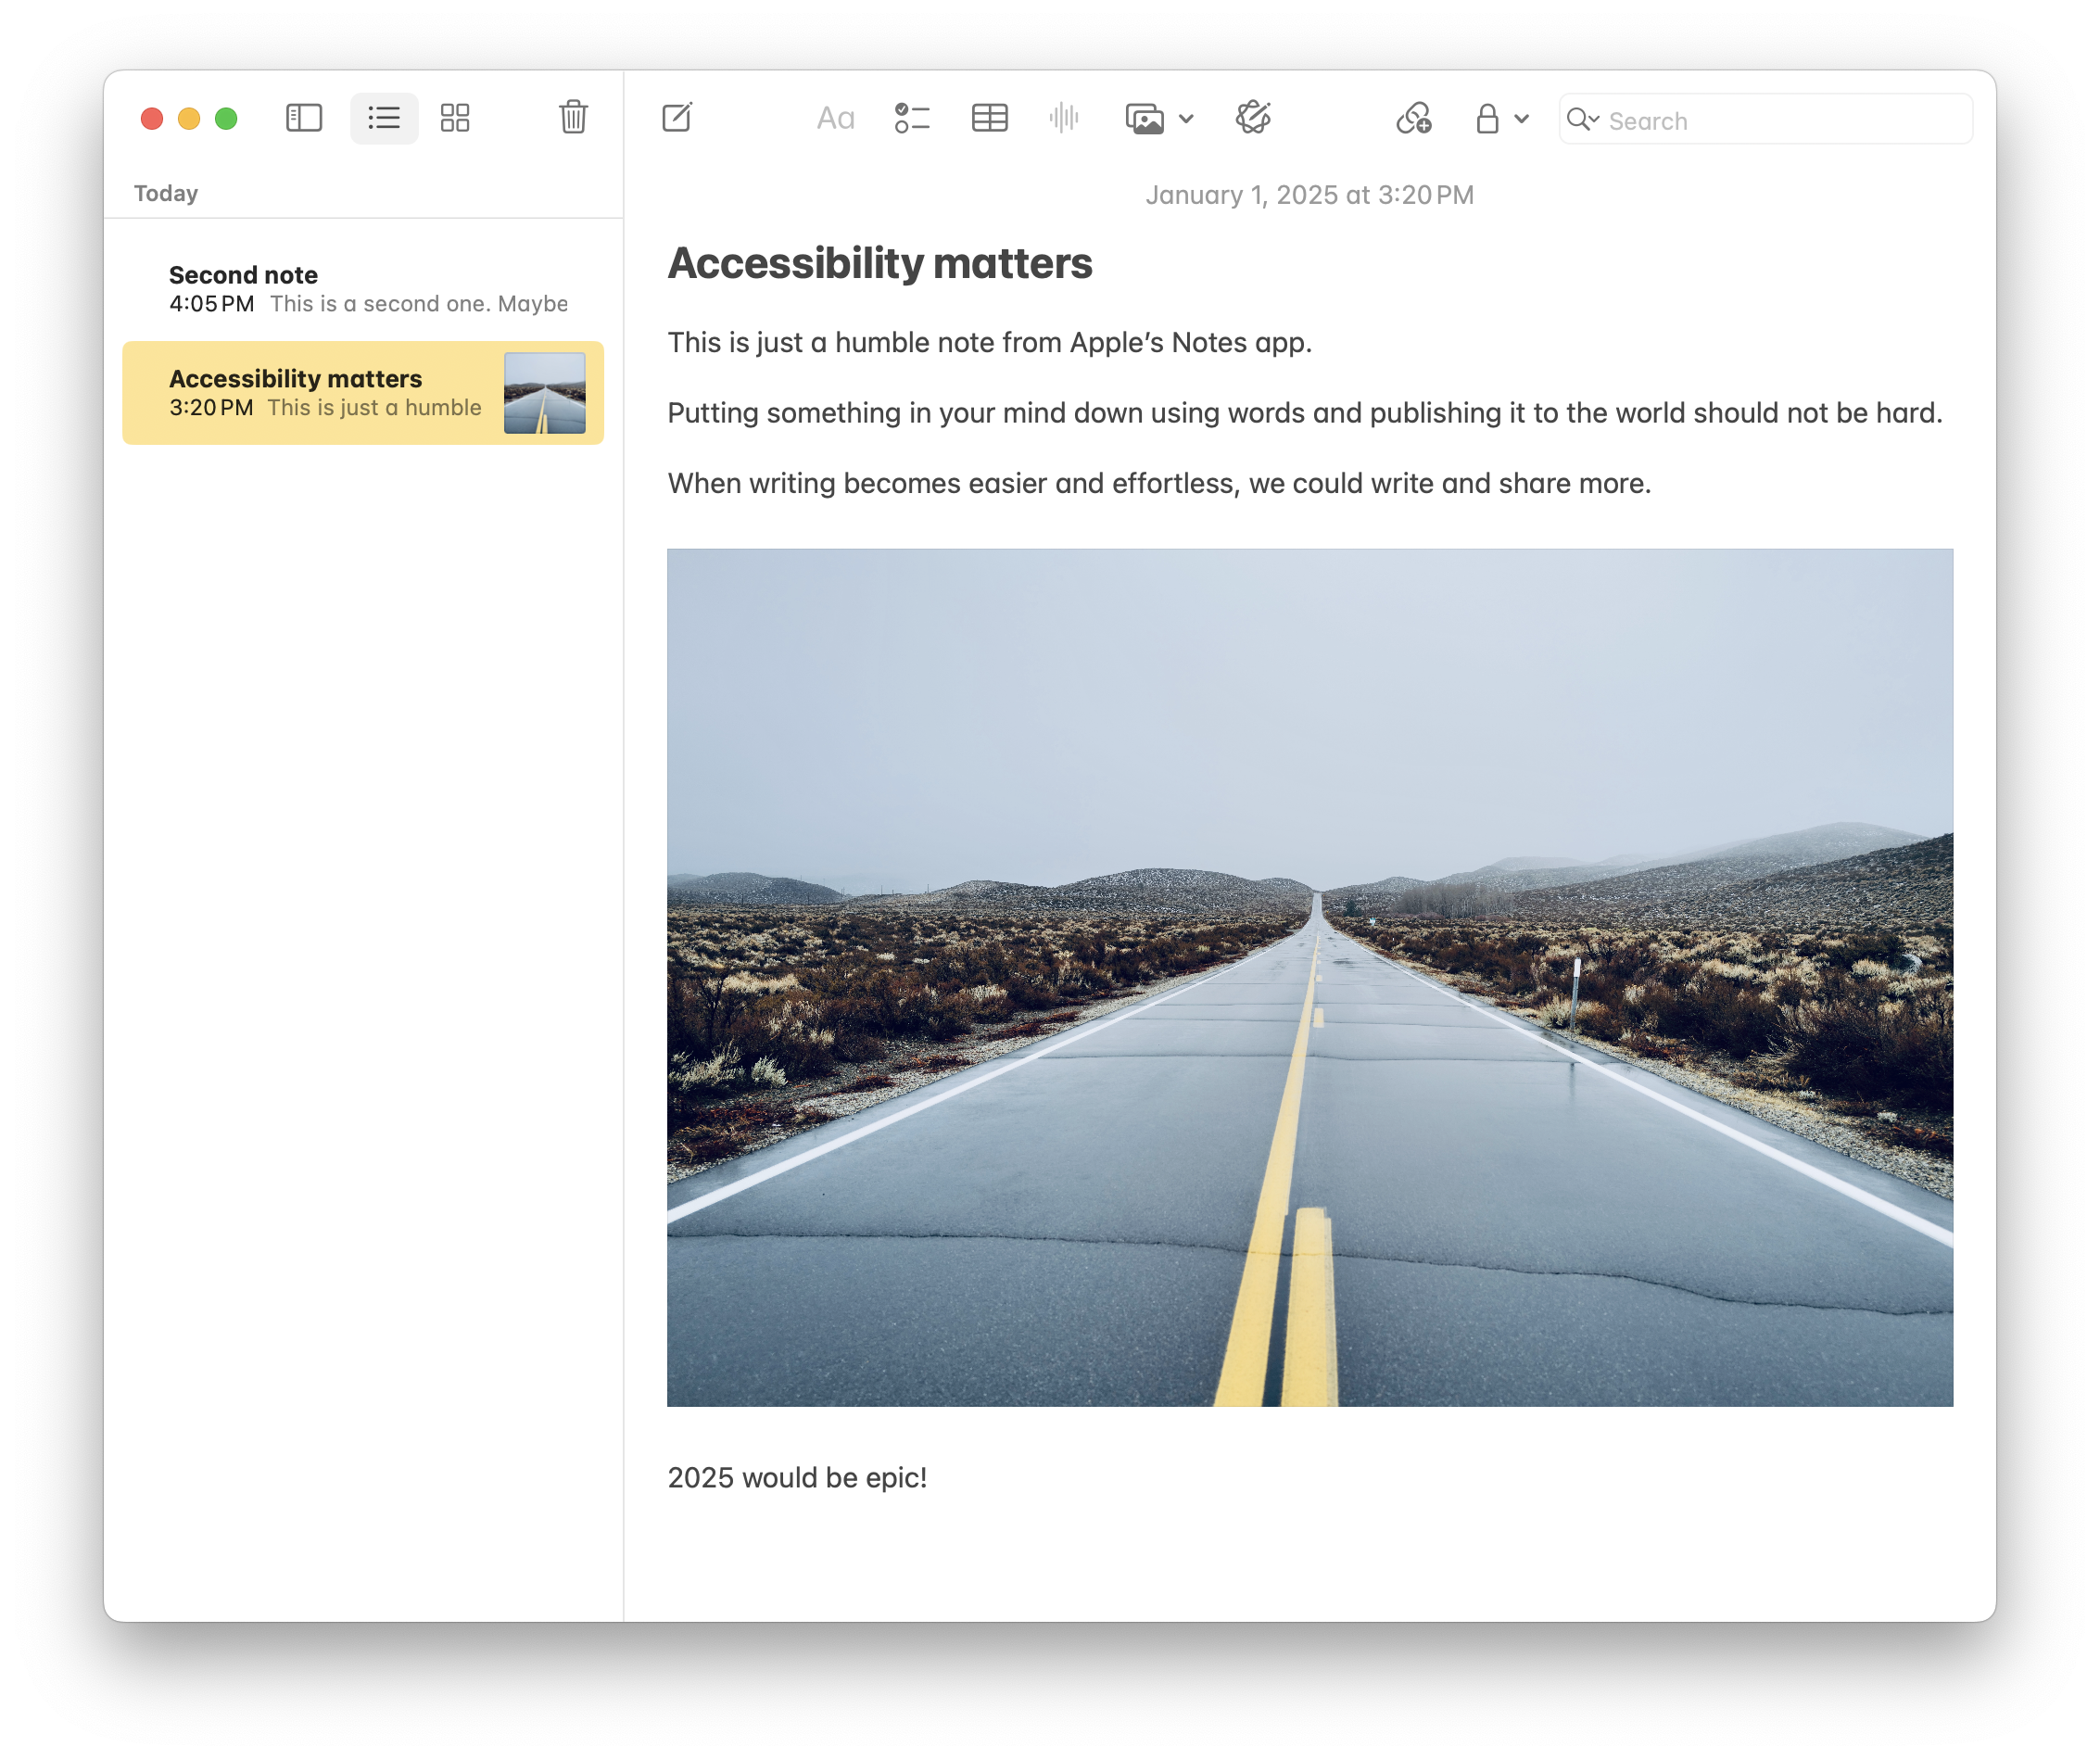 Today
Second note
4:05 PM This is a second one. Maybe
Accessibility matters
3:20 PM This is just a humble
Aa
Search
January 1, 2025 at 3:20 PM
Accessibility matters
This is just a humble note from Apple’s Notes app.
Putting something in your mind down using words and publishing it to the world should not be hard.
When writing becomes easier and effortless, we could write and share more.
2025 would be epic!